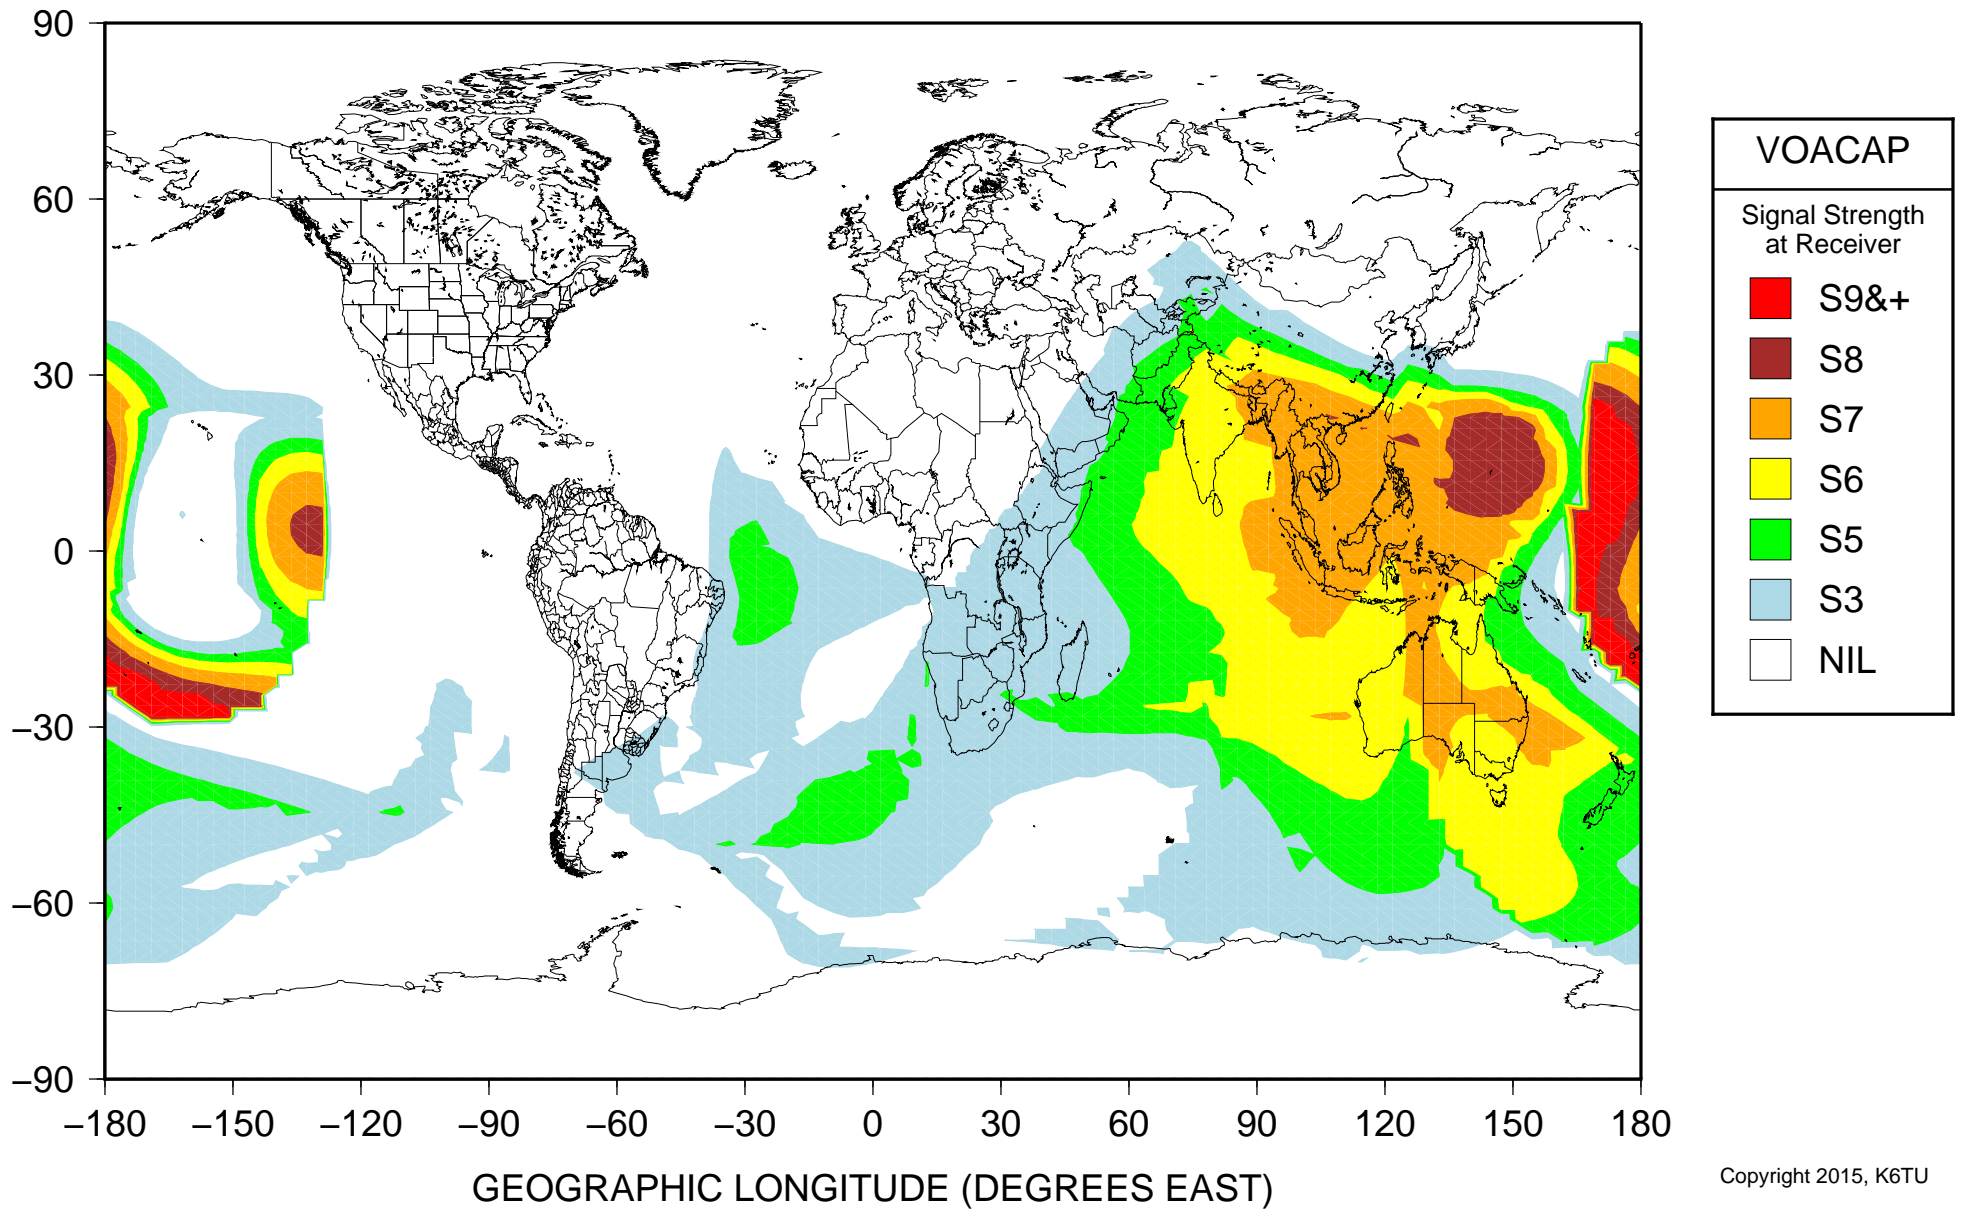 90
60
30
0
−30
−60
−90
−180 −150 −120 −90 −60 −30 0 30 60 90 120 150 180
GEOGRAPHIC LONGITUDE (DEGREES EAST)
VOACAP
Signal Strength
at Receiver
S9&+
S8
S7
S6
S5
S3
NIL
Copyright 2015, K6TU